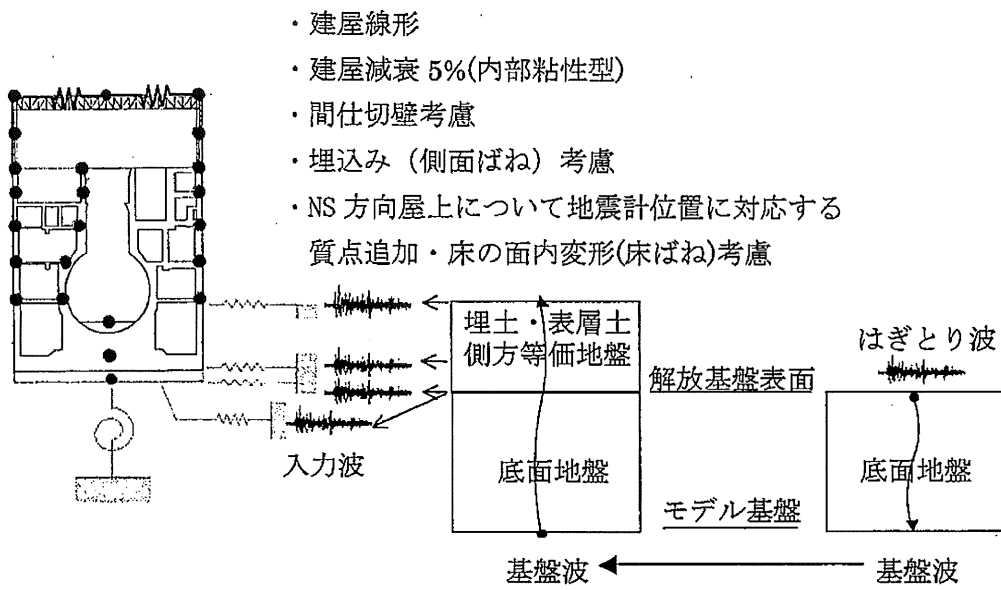 ・建屋線形
・建屋減衰 5%(内部粘性型)
・間仕切壁考慮
・埋込み（側面ばね）考慮
・NS 方向屋上について地震計位置に対応する
質点追加・床の面内変形(床ばね)考慮
埋土・表層土
側方等価地盤
はぎとり波
解放基盤表面
入力波
底面地盤
底面地盤
モデル基盤
基盤波
基盤波